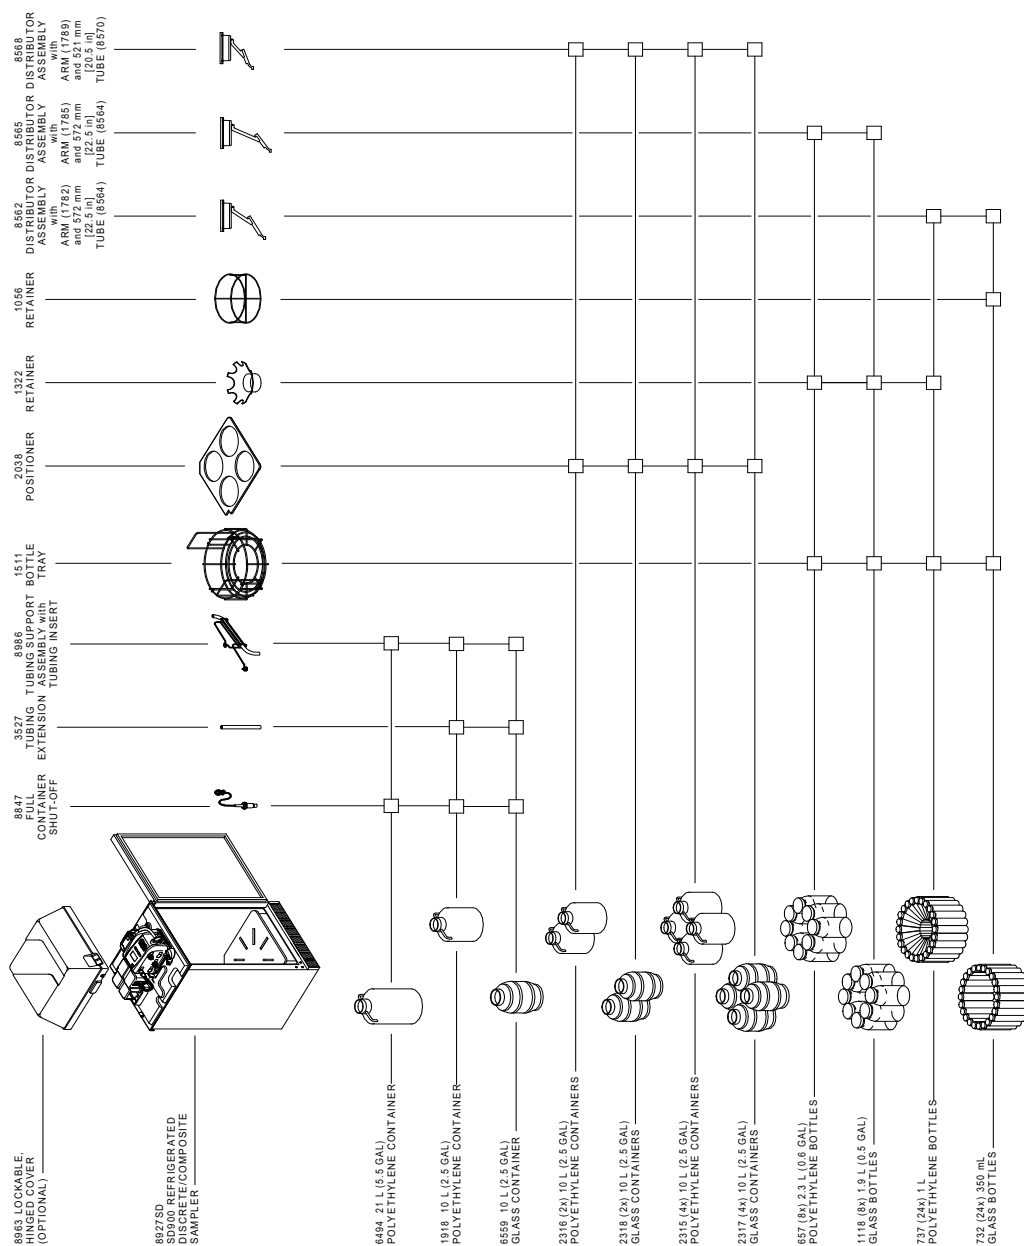 8963 LOCKABLE,
HINGED COVER
(OPTIONAL)
8927SD
SD900 REFRIGERATED
DISCRETE/COMPOSITE
SAMPLER
6494 21 L (5.5 GAL)
POLYETHYLENE CONTAINER
1918 10 L (2.5 GAL)
POLYETHYLENE CONTAINER
6559 10 L (2.5 GAL)
GLASS CONTAINER
2316 (2x) 10 L (2.5 GAL)
POLYETHYLENE CONTAINERS
2318 (2x) 10 L (2.5 GAL)
GLASS CONTAINERS
2315 (4x) 10 L (2.5 GAL)
POLYETHYLENE CONTAINERS
2317 (4x) 10 L (2.5 GAL)
GLASS CONTAINERS
657 (8x) 2.3 L (0.6 GAL)
POLYETHYLENE BOTTLES
1118 (8x) 1.9 L (0.5 GAL)
GLASS BOTTLES
737 (24x) 1 L
POLYETHYLENE BOTTLES
732 (24x) 350 mL
GLASS BOTTLES
8847
FULL
CONTAINER
SHUT-OFF
3527
TUBING
EXTENSION
8986
TUBING SUPPORT
ASSEMBLY with
TUBING INSERT
1511
BOTTLE
TRAY
2038
POSITIONER
1322
RETAINER
1056
RETAINER
8562
DISTRIBUTOR
ASSEMBLY
with
ARM (1782)
and 572 mm
[22.5 in]
TUBE (8564)
8565
DISTRIBUTOR
ASSEMBLY
with
ARM (1785)
and 572 mm
[22.5 in]
TUBE (8564)
8568
DISTRIBUTOR
ASSEMBLY
with
ARM (1789)
and 521 mm
[20.5 in]
TUBE (8570)